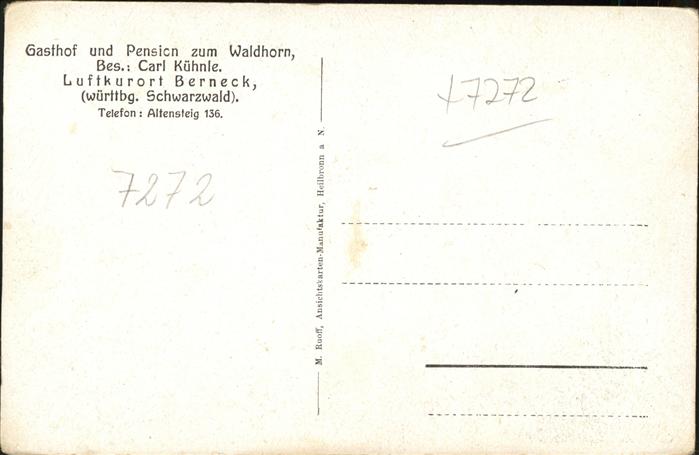 Gasthof und Pension zum Waldhorn,
Bes.: Carl Kühnle.
Luftkurort Berneck,
(württbg. Schwarzwald).
Telefon: Altensteig 136.
7272
M. Ruoff, Ansichtskarten-Manufaktur, Heilbronn a N.
+7272